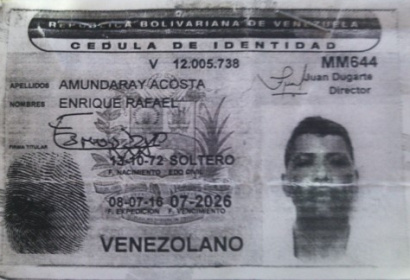 REPUBLICA BOLIVARIANA DE VENEZUELA
CEDULA DE IDENTIDAD
V 12.005.738
MM644
Juan Dugarte
Director
APELLIDOS AMUNDARAY ACOSTA
NOMBRES ENRIQUE RAFAEL
FIRMA TITULAR
13-10-72 SOLTERO
F. NACIMIENTO EDO CIVIL
08-07-16 07-2026
F. EXPEDICION F. VENCIMIENTO
VENEZOLANO